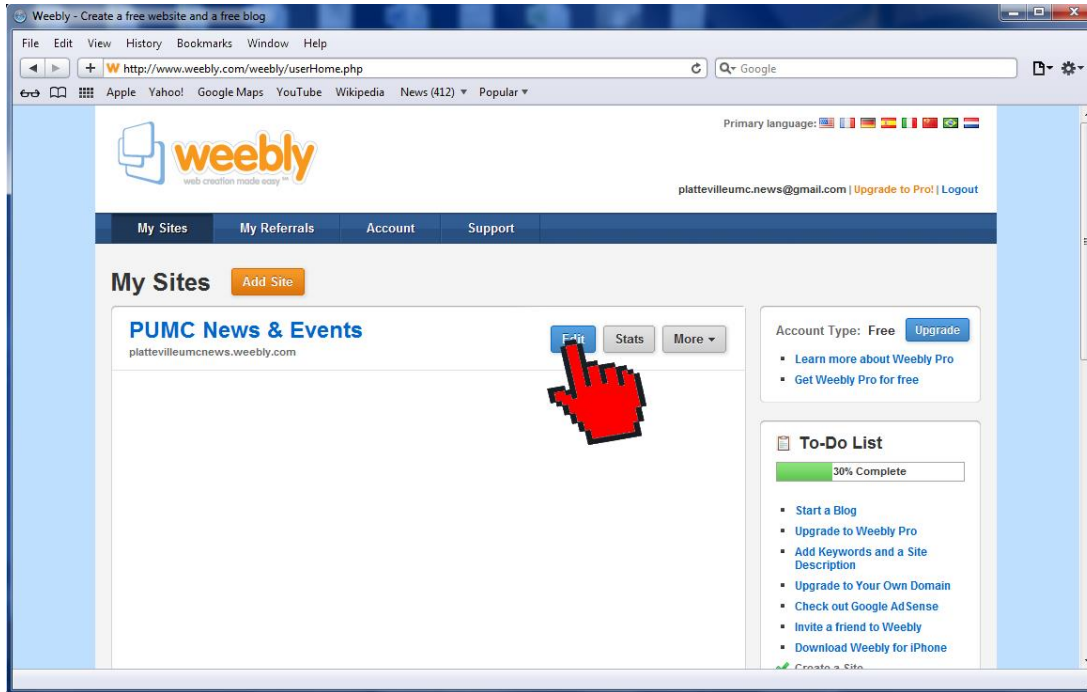 Weebly - Create a free website and a free blog
File Edit View History Bookmarks Window Help
http://www.weebly.com/weebly/userHome.php
Google
Apple Yahoo! Google Maps YouTube Wikipedia News (412) Popular
Primary language:
weebly
web creation made easy ™
plattevilleumc.news@gmail.com | Upgrade to Pro! | Logout
My Sites My Referrals Account Support
My Sites Add Site
PUMC News & Events
plattevilleumcnews.weebly.com
Edit Stats More
Account Type: Free Upgrade
Learn more about Weebly Pro
Get Weebly Pro for free
To-Do List
30% Complete
Start a Blog
Upgrade to Weebly Pro
Add Keywords and a Site
Description
Upgrade to Your Own Domain
Check out Google AdSense
Invite a friend to Weebly
Download Weebly for iPhone
Create a Site